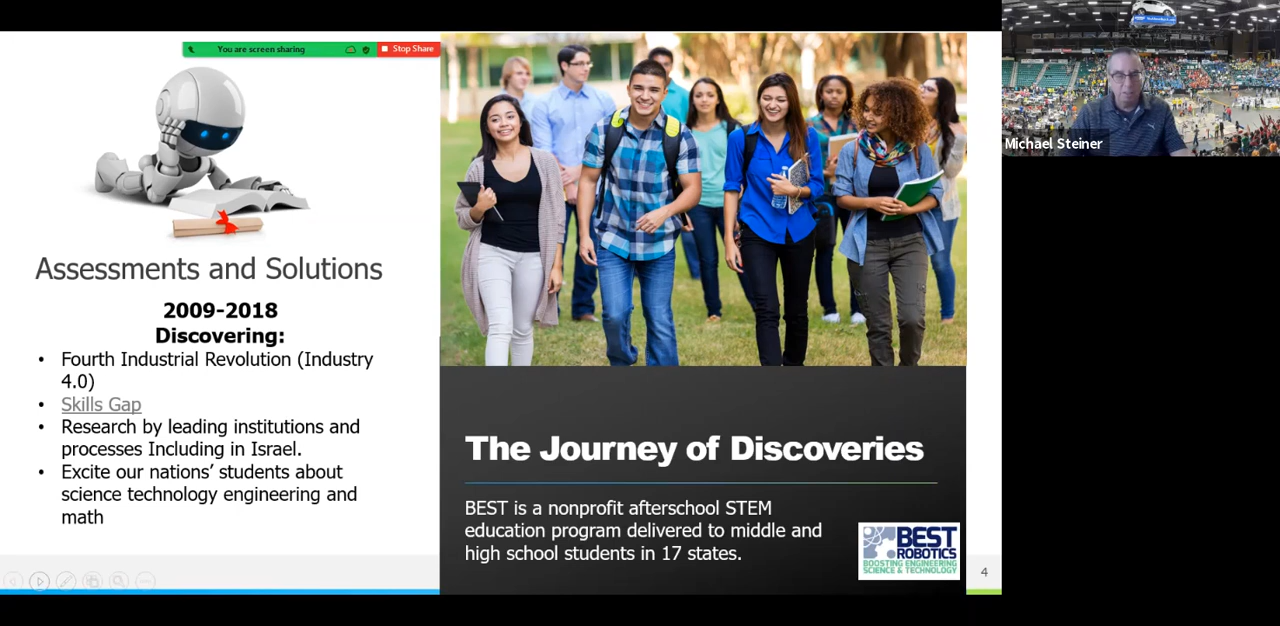 You are screen sharing
Stop Share
Assessments and Solutions
2009-2018
Discovering:
• Fourth Industrial Revolution (Industry
4.0)
• Skills Gap
• Research by leading institutions and
processes Including in Israel.
• Excite our nations’ students about
science technology engineering and
math
The Journey of Discoveries
BEST is a nonprofit afterschool STEM
education program delivered to middle and
high school students in 17 states.
BEST
ROBOTICS
BOOSTING ENGINEERING
SCIENCE & TECHNOLOGY
4
Michael Steiner